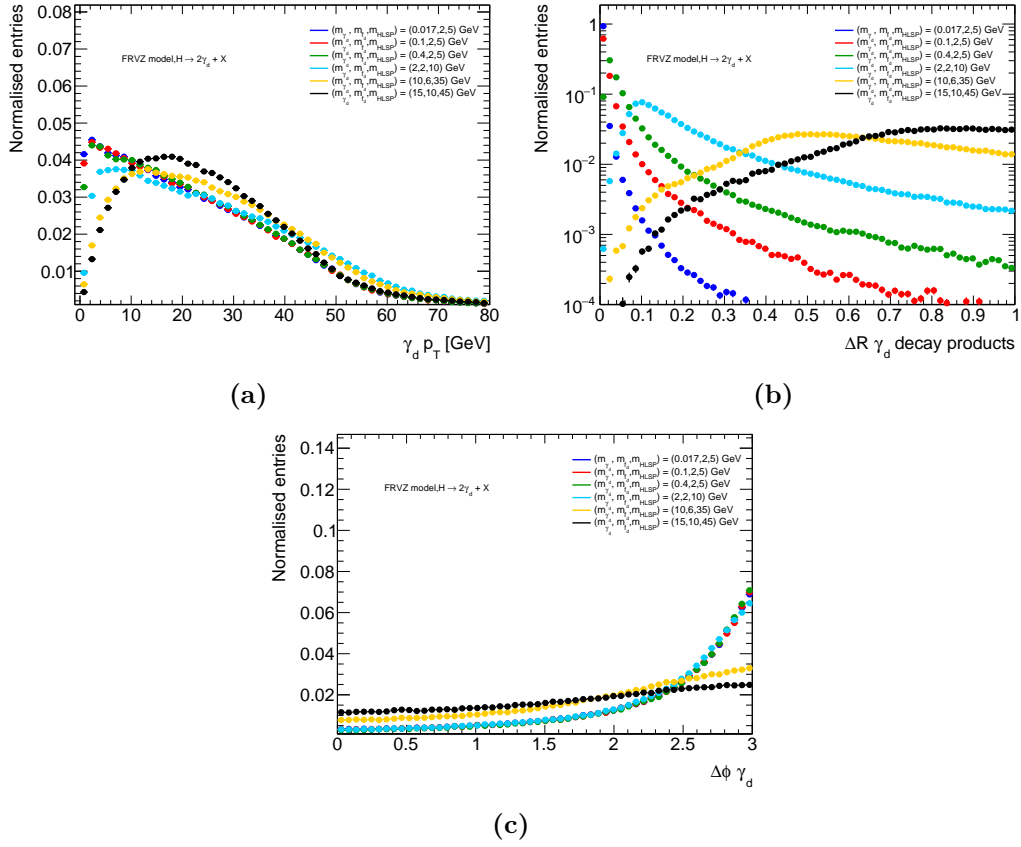 Normalised entries
0.08
0.07
0.06
0.05
0.04
0.03
0.02
0.01
FRVZ model,H→2γd + X
(mγd, mfd,mHLSP) = (0.017,2,5) GeV
(mγd, mfd,mHLSP) = (0.1,2,5) GeV
(mγd, mfd,mHLSP) = (0.4,2,5) GeV
(mγd, mfd,mHLSP) = (2,2,10) GeV
(mγd, mfd,mHLSP) = (10,6,35) GeV
(mγd, mfd,mHLSP) = (15,10,45) GeV
0 10 20 30 40 50 60 70 80
γd pT [GeV]
(a)
Normalised entries
1
10−1
10−2
10−3
10−4
FRVZ model,H→2γd + X
(mγd, mfd,mHLSP) = (0.017,2,5) GeV
(mγd, mfd,mHLSP) = (0.1,2,5) GeV
(mγd, mfd,mHLSP) = (0.4,2,5) GeV
(mγd, mfd,mHLSP) = (2,2,10) GeV
(mγd, mfd,mHLSP) = (10,6,35) GeV
(mγd, mfd,mHLSP) = (15,10,45) GeV
0 0.1 0.2 0.3 0.4 0.5 0.6 0.7 0.8 0.9 1
ΔR γd decay products
(b)
Normalised entries
0.14
0.12
0.1
0.08
0.06
0.04
0.02
FRVZ model,H→2γd + X
(mγd, mfd,mHLSP) = (0.017,2,5) GeV
(mγd, mfd,mHLSP) = (0.1,2,5) GeV
(mγd, mfd,mHLSP) = (0.4,2,5) GeV
(mγd, mfd,mHLSP) = (2,2,10) GeV
(mγd, mfd,mHLSP) = (10,6,35) GeV
(mγd, mfd,mHLSP) = (15,10,45) GeV
0 0.5 1 1.5 2 2.5 3
Δϕ γd
(c)